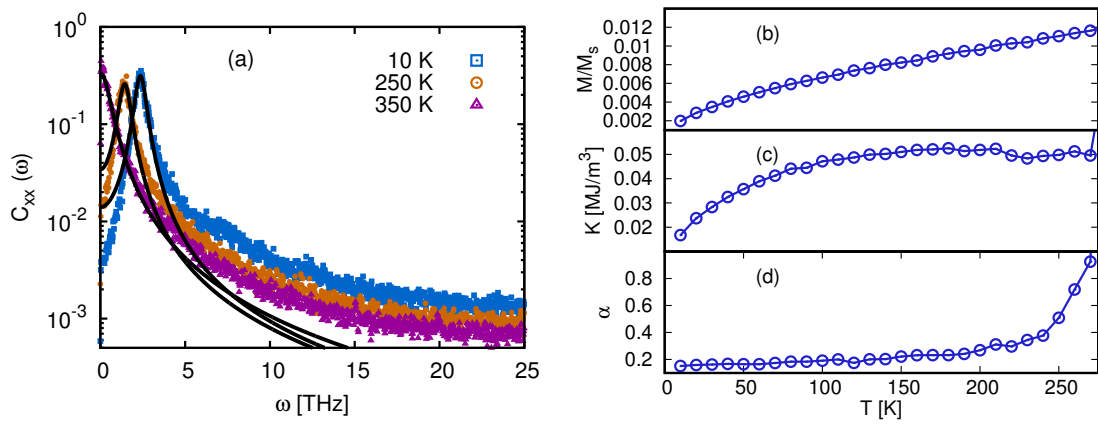 (a)
10 K
250 K
350 K
10⁰
10⁻¹
10⁻²
10⁻³
C_xx (ω)
0 5 10 15 20 25
ω [THz]
(b)
0.012
0.010
0.008
0.006
0.004
0.002
M/M_s
(c)
0.05
0.04
0.03
0.02
K [MJ/m³]
(d)
0.8
0.6
0.4
0.2
α
0 50 100 150 200 250
T [K]